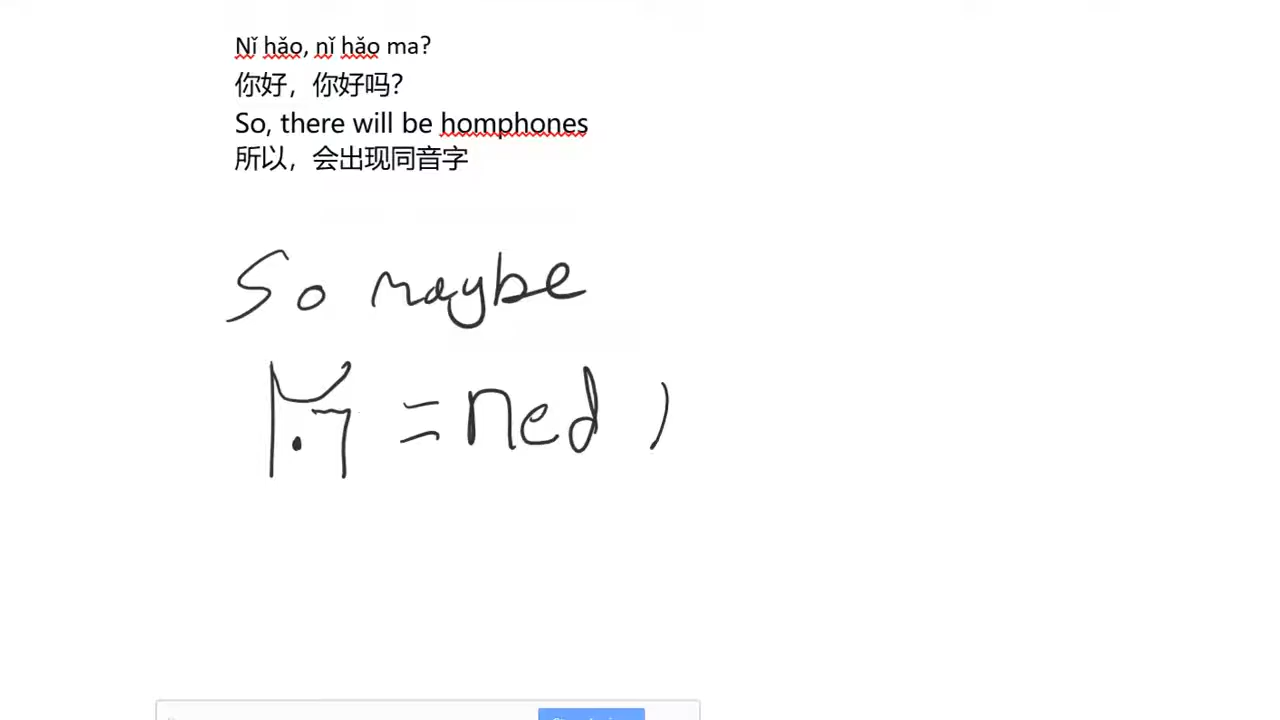 Nǐ hǎo, nǐ hǎo ma?
你好，你好吗？
So, there will be homphones
所以，会出现同音字
So maybe
= ned )